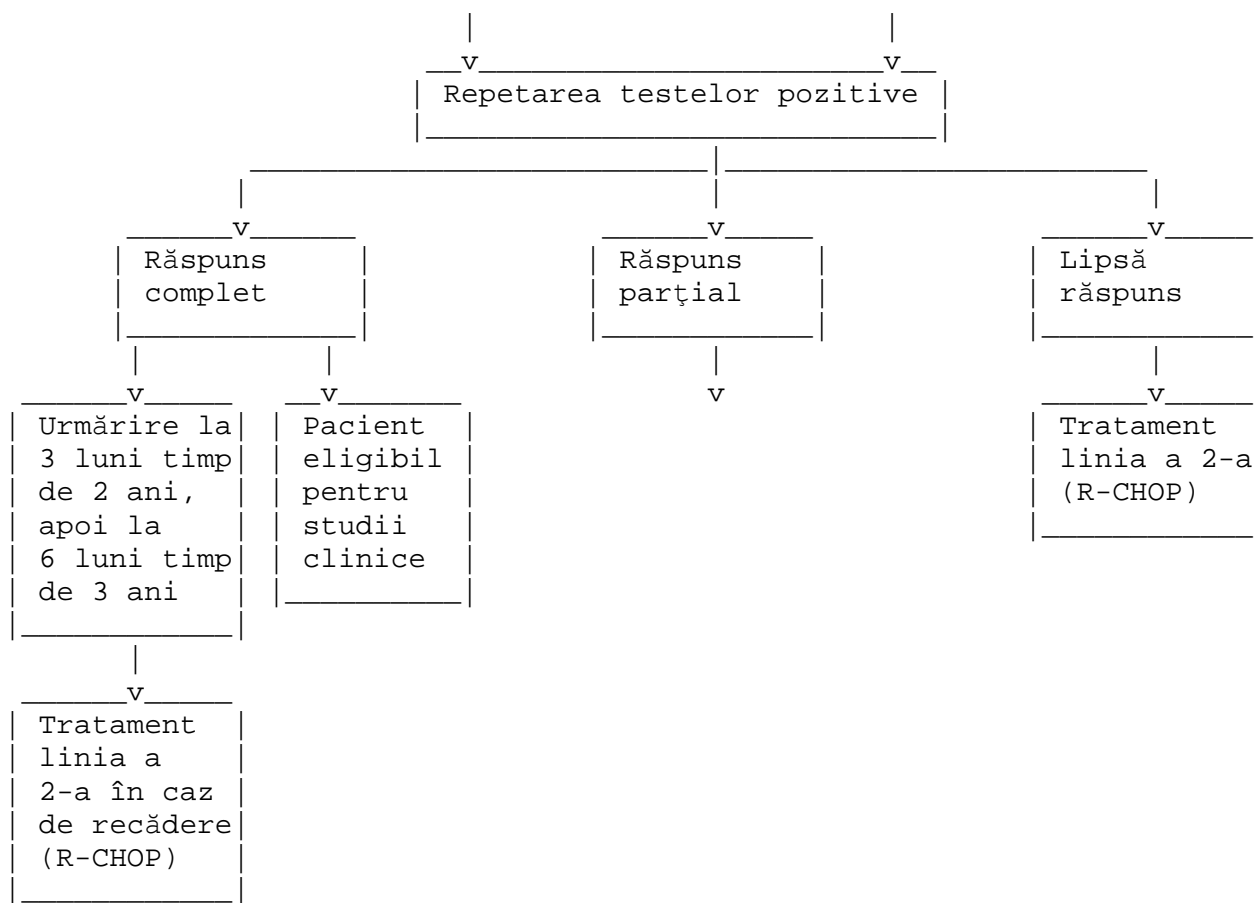 Repetarea testelor pozitive
Răspuns
complet
Răspuns
parţial
Lipsă
răspuns
Urmărire la
3 luni timp
de 2 ani,
apoi la
6 luni timp
de 3 ani
Pacient
eligibil
pentru
studii
clinice
Tratament
linia a 2-a
(R-CHOP)
Tratament
linia a
2-a în caz
de recădere
(R-CHOP)